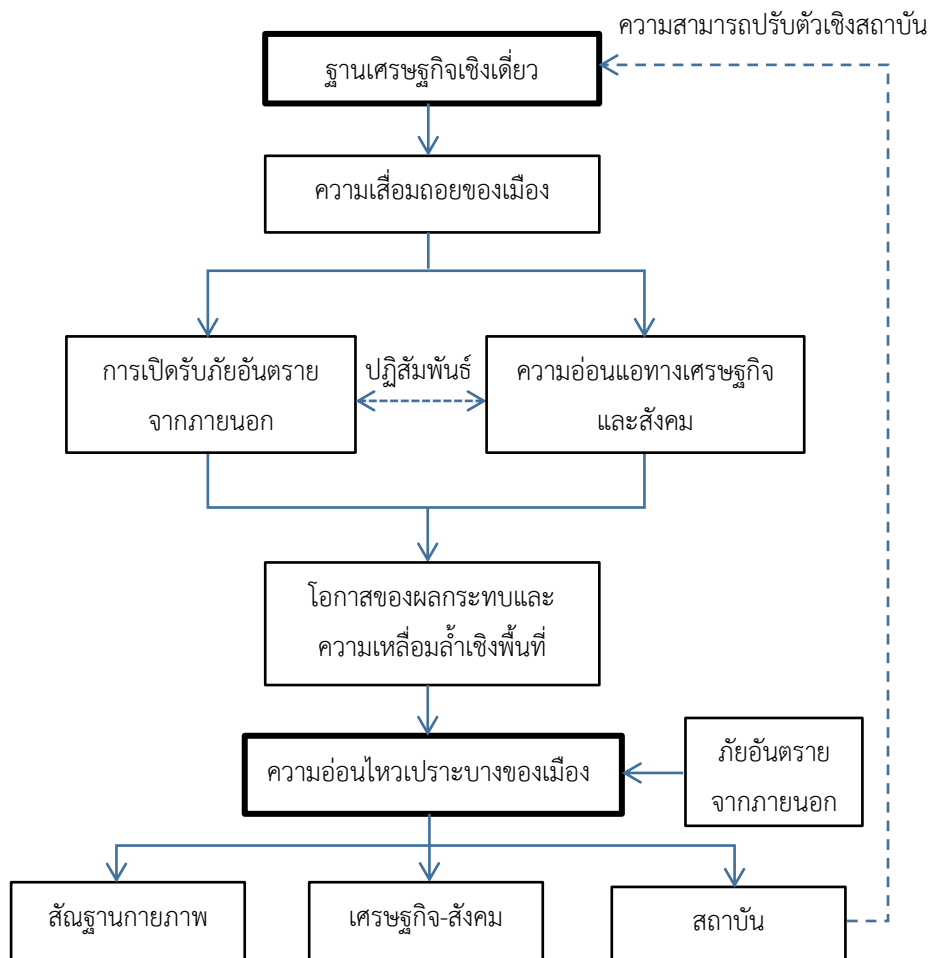 ความสามารถปรับตัวเชิงสถาบัน
ฐานเศรษฐกิจเชิงเดี่ยว
ความเสื่อมถอยของเมือง
การเปิดรับภัยอันตราย
จากภายนอก
ปฏิสัมพันธ์
ความอ่อนแอทางเศรษฐกิจ
และสังคม
โอกาสของผลกระทบและ
ความเหลื่อมล้ำเชิงพื้นที่
ความอ่อนไหวเปราะบางของเมือง
ภัยอันตราย
จากภายนอก
สัณฐานกายภาพ
เศรษฐกิจ-สังคม
สถาบัน